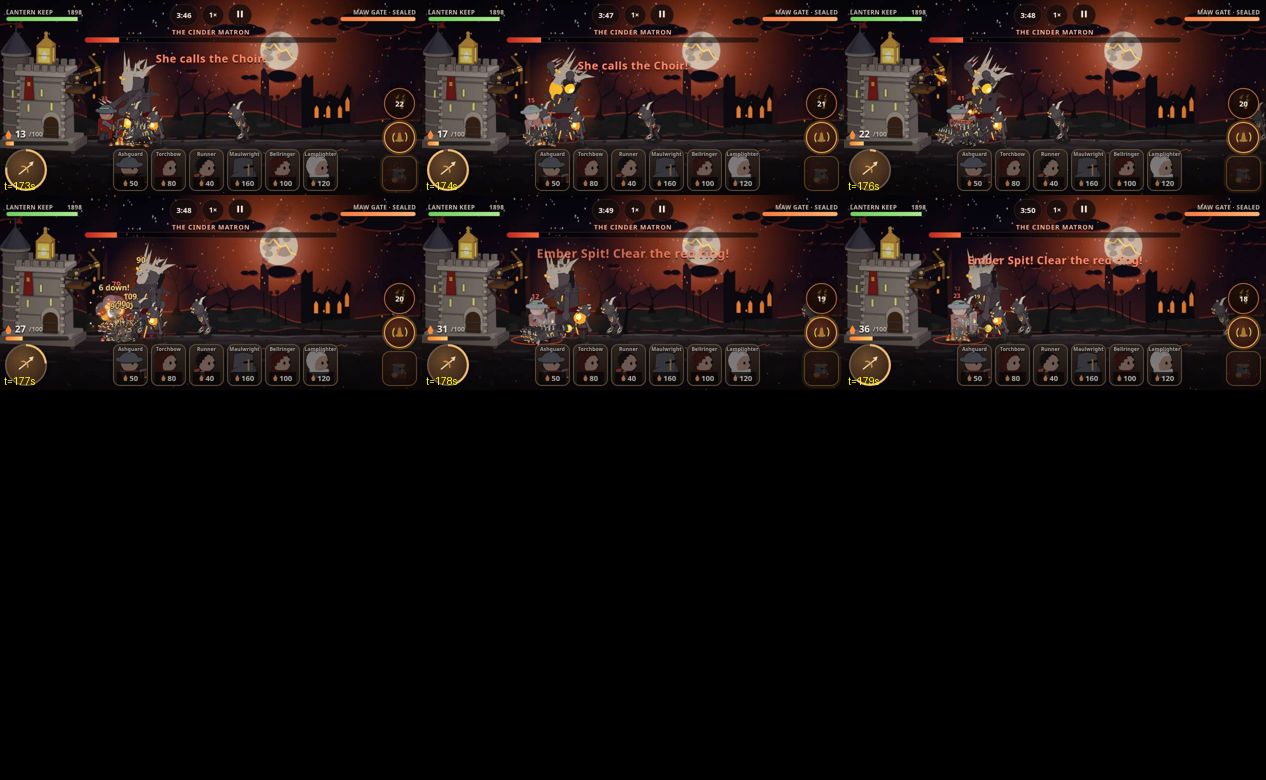 LANTERN KEEP 1898
3:46 1× MAW GATE · SEALED
THE CINDER MATRON
She calls the Choir!
22
13 /100
Ashguard Torchbow Runner Maulwright Bellringer Lamplighter
50 80 40 160 100 120
t=173s
LANTERN KEEP 1898
3:47 1× MAW GATE · SEALED
THE CINDER MATRON
She calls the Choir!
15
21
17 /100
Ashguard Torchbow Runner Maulwright Bellringer Lamplighter
50 80 40 160 100 120
t=174s
LANTERN KEEP 1898
3:48 1× MAW GATE · SEALED
THE CINDER MATRON
41
20
22 /100
Ashguard Torchbow Runner Maulwright Bellringer Lamplighter
50 80 40 160 100 120
t=176s
LANTERN KEEP 1898
3:48 1× MAW GATE · SEALED
THE CINDER MATRON
90
6 down!
109
20
27 /100
Ashguard Torchbow Runner Maulwright Bellringer Lamplighter
50 80 40 160 100 120
t=177s
LANTERN KEEP 1898
3:49 1× MAW GATE · SEALED
THE CINDER MATRON
Ember Spit! Clear the red ring!
12
19
31 /100
Ashguard Torchbow Runner Maulwright Bellringer Lamplighter
50 80 40 160 100 120
t=178s
LANTERN KEEP 1898
3:50 1× MAW GATE · SEALED
THE CINDER MATRON
Ember Spit! Clear the red ring!
23
18
36 /100
Ashguard Torchbow Runner Maulwright Bellringer Lamplighter
50 80 40 160 100 120
t=179s